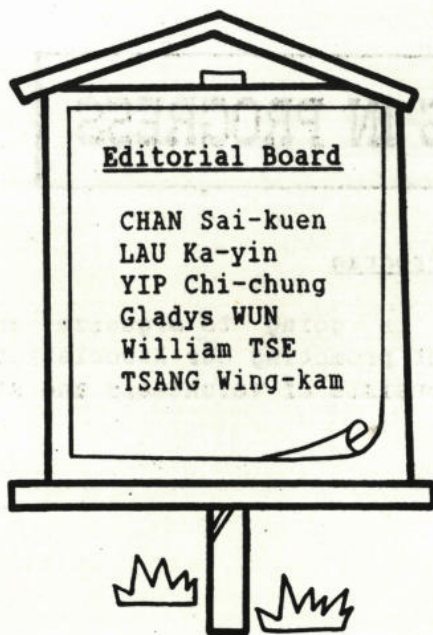 Editorial Board
CHAN Sai-kuen
LAU Ka-yin
YIP Chi-chung
Gladys WUN
William TSE
TSANG Wing-kam